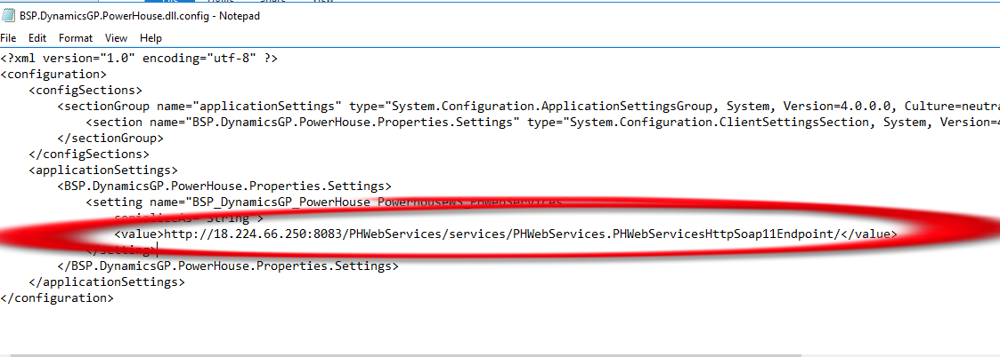 BSP.DynamicsGP.PowerHouse.dll.config - Notepad
File Edit Format View Help
<?xml version="1.0" encoding="utf-8" ?>
<configuration>
<configSections>
<sectionGroup name="applicationSettings" type="System.Configuration.ApplicationSettingsGroup, System, Version=4.0.0.0, Culture=neutra
<section name="BSP.DynamicsGP.PowerHouse.Properties.Settings" type="System.Configuration.ClientSettingsSection, System, Version=4
</sectionGroup>
</configSections>
<applicationSettings>
<BSP.DynamicsGP.PowerHouse.Properties.Settings>
<setting name="BSP_DynamicsGP_PowerHouse_PowerhouseWS_PHWebServices"
serializeAs="String">
<value>http://18.224.66.250:8083/PHWebServices/services/PHWebServices.PHWebServicesHttpSoap11Endpoint/</value>
</setting>
</BSP.DynamicsGP.PowerHouse.Properties.Settings>
</applicationSettings>
</configuration>